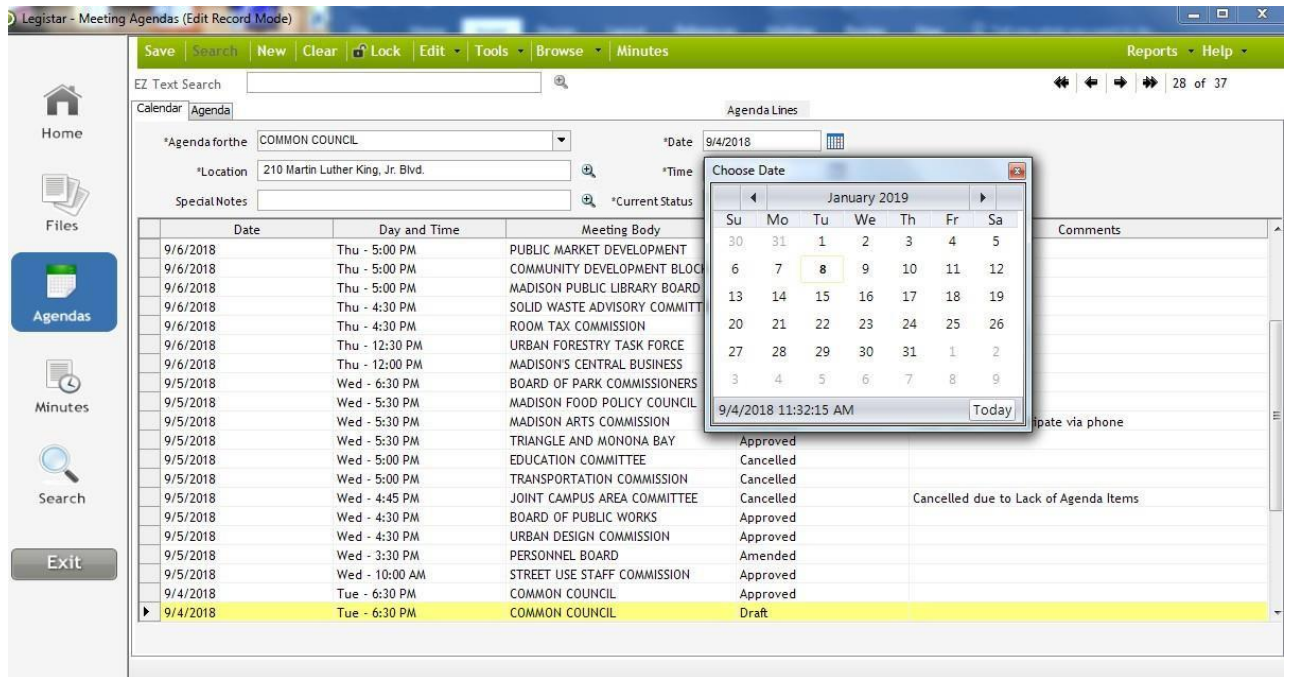 Legistar - Meeting Agendas (Edit Record Mode)
Save Search New Clear Lock Edit Tools Browse Minutes Reports Help
EZ Text Search
28 of 37
Calendar Agenda
Agenda Lines
Home
*Agenda forthe COMMON COUNCIL *Date 9/4/2018
*Location 210 Martin Luther King, Jr. Blvd. *Time
Special Notes *Current Status
Choose Date
January 2019
Su Mo Tu We Th Fr Sa
30 31 1 2 3 4 5
6 7 8 9 10 11 12
13 14 15 16 17 18 19
20 21 22 23 24 25 26
27 28 29 30 31 1 2
3 4 5 6 7 8 9
9/4/2018 11:32:15 AM Today
Files
Agendas
Minutes
Search
Exit
Date Day and Time Meeting Body Comments
9/6/2018 Thu - 5:00 PM PUBLIC MARKET DEVELOPMENT
9/6/2018 Thu - 5:00 PM COMMUNITY DEVELOPMENT BLOCK
9/6/2018 Thu - 5:00 PM MADISON PUBLIC LIBRARY BOARD
9/6/2018 Thu - 4:30 PM SOLID WASTE ADVISORY COMMITT
9/6/2018 Thu - 4:30 PM ROOM TAX COMMISSION
9/6/2018 Thu - 12:30 PM URBAN FORESTRY TASK FORCE
9/6/2018 Thu - 12:00 PM MADISON'S CENTRAL BUSINESS
9/5/2018 Wed - 6:30 PM BOARD OF PARK COMMISSIONERS
9/5/2018 Wed - 5:30 PM MADISON FOOD POLICY COUNCIL
9/5/2018 Wed - 5:30 PM MADISON ARTS COMMISSION ipate via phone
9/5/2018 Wed - 5:30 PM TRIANGLE AND MONONA BAY Approved
9/5/2018 Wed - 5:00 PM EDUCATION COMMITTEE Cancelled
9/5/2018 Wed - 5:00 PM TRANSPORTATION COMMISSION Cancelled
9/5/2018 Wed - 4:45 PM JOINT CAMPUS AREA COMMITTEE Cancelled Cancelled due to Lack of Agenda Items
9/5/2018 Wed - 4:30 PM BOARD OF PUBLIC WORKS Approved
9/5/2018 Wed - 4:30 PM URBAN DESIGN COMMISSION Approved
9/5/2018 Wed - 3:30 PM PERSONNEL BOARD Amended
9/5/2018 Wed - 10:00 AM STREET USE STAFF COMMISSION Approved
9/4/2018 Tue - 6:30 PM COMMON COUNCIL Approved
9/4/2018 Tue - 6:30 PM COMMON COUNCIL Draft